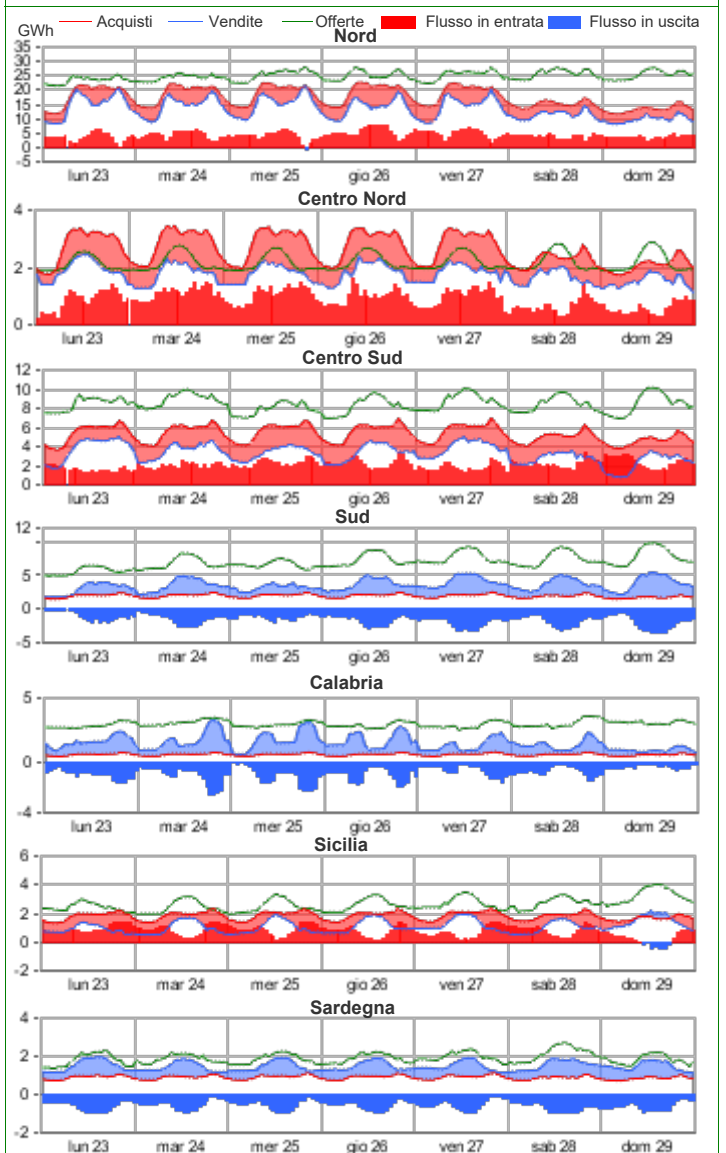 GWh Acquisti Vendite Offerte Flusso in entrata Flusso in uscita
Nord
35
30
25
20
15
10
5
0
-5
lun 23 mar 24 mer 25 gio 26 ven 27 sab 28 dom 29
Centro Nord
4
2
0
lun 23 mar 24 mer 25 gio 26 ven 27 sab 28 dom 29
Centro Sud
12
10
8
6
4
2
0
lun 23 mar 24 mer 25 gio 26 ven 27 sab 28 dom 29
Sud
12
5
0
-5
lun 23 mar 24 mer 25 gio 26 ven 27 sab 28 dom 29
Calabria
5
0
-4
lun 23 mar 24 mer 25 gio 26 ven 27 sab 28 dom 29
Sicilia
6
4
2
0
-2
lun 23 mar 24 mer 25 gio 26 ven 27 sab 28 dom 29
Sardegna
4
2
0
-2
lun 23 mar 24 mer 25 gio 26 ven 27 sab 28 dom 29